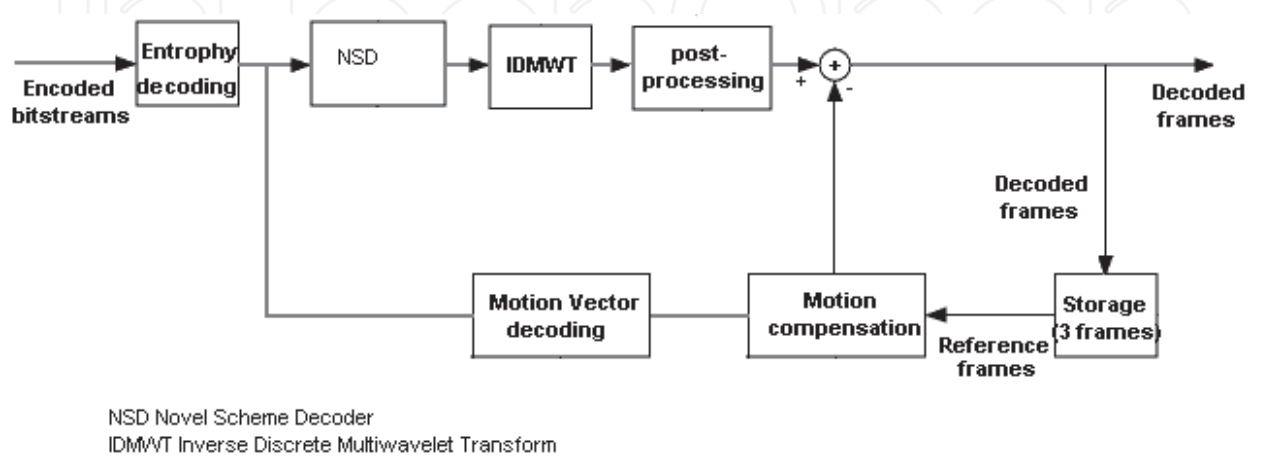 Entrophy
decoding
NSD
IDMWT
post-
processing
+
+
-
Encoded
bitstreams
Decoded
frames
Decoded
frames
Motion Vector
decoding
Motion
compensation
Storage
(3 frames)
Reference
frames
NSD Novel Scheme Decoder
IDMWT Inverse Discrete Multiwavelet Transform